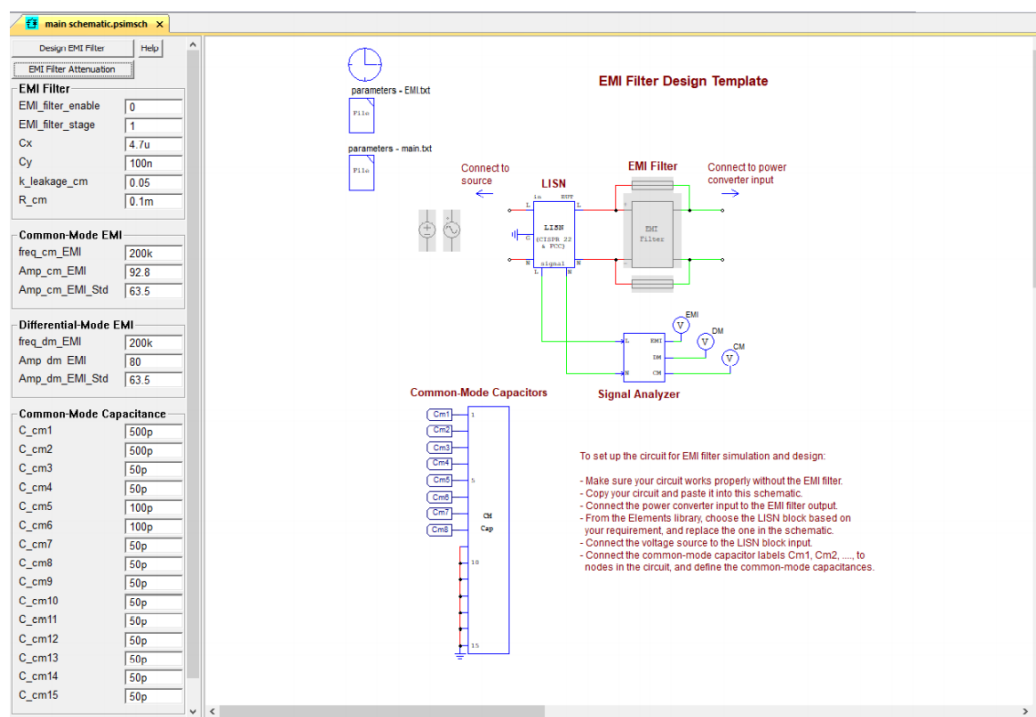 main schematic.psimsch
Design EMI Filter
Help
EMI Filter Attenuation
EMI Filter
EMI_filter_enable 0
EMI_filter_stage 1
Cx 4.7u
Cy 100n
k_leakage_cm 0.05
R_cm 0.1m
Common-Mode EMI
freq_cm_EMI 200k
Amp_cm_EMI 92.8
Amp_cm_EMI_Std 63.5
Differential-Mode EMI
freq_dm_EMI 200k
Amp_dm_EMI 80
Amp_dm_EMI_Std 63.5
Common-Mode Capacitance
C_cm1 500p
C_cm2 500p
C_cm3 50p
C_cm4 50p
C_cm5 100p
C_cm6 100p
C_cm7 50p
C_cm8 50p
C_cm9 50p
C_cm10 50p
C_cm11 50p
C_cm12 50p
C_cm13 50p
C_cm14 50p
C_cm15 50p
EMI Filter Design Template
parameters - EMI.txt
File
parameters - main.txt
File
Connect to
source
LISN
EMI Filter
Connect to power
converter input
in EUT
L L
LISN
G
(CISPR 22
& FCC)
N signal N
L N
EMI
Filter
EMI
V
DM
V
CM
V
L EMI
DM
N CM
Signal Analyzer
Common-Mode Capacitors
Cm1 1
Cm2
Cm3
Cm4
Cm5 5
Cm6
Cm7
Cm8
CM
Cap
10
15
To set up the circuit for EMI filter simulation and design:
- Make sure your circuit works properly without the EMI filter.
- Copy your circuit and paste it into this schematic.
- Connect the power converter input to the EMI filter output.
- From the Elements library, choose the LISN block based on
your requirement, and replace the one in the schematic.
- Connect the voltage source to the LISN block input.
- Connect the common-mode capacitor labels Cm1, Cm2, ...., to
nodes in the circuit, and define the common-mode capacitances.